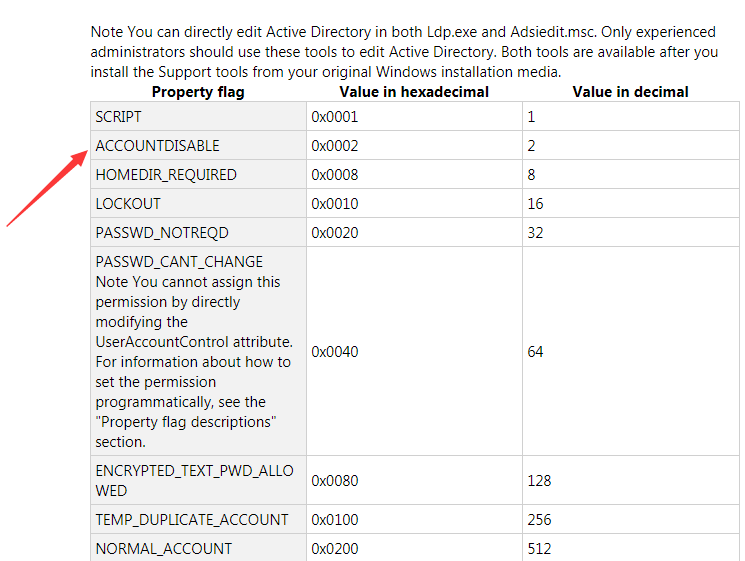 Note You can directly edit Active Directory in both Ldp.exe and Adsiedit.msc. Only experienced
administrators should use these tools to edit Active Directory. Both tools are available after you
install the Support tools from your original Windows installation media.
Property flag Value in hexadecimal Value in decimal
SCRIPT 0x0001 1
ACCOUNTDISABLE 0x0002 2
HOMEDIR_REQUIRED 0x0008 8
LOCKOUT 0x0010 16
PASSWD_NOTREQD 0x0020 32
PASSWD_CANT_CHANGE
Note You cannot assign this
permission by directly
modifying the
UserAccountControl attribute.
For information about how to
set the permission
programmatically, see the
"Property flag descriptions"
section.
0x0040 64
ENCRYPTED_TEXT_PWD_ALLO
WED
0x0080 128
TEMP_DUPLICATE_ACCOUNT 0x0100 256
NORMAL_ACCOUNT 0x0200 512